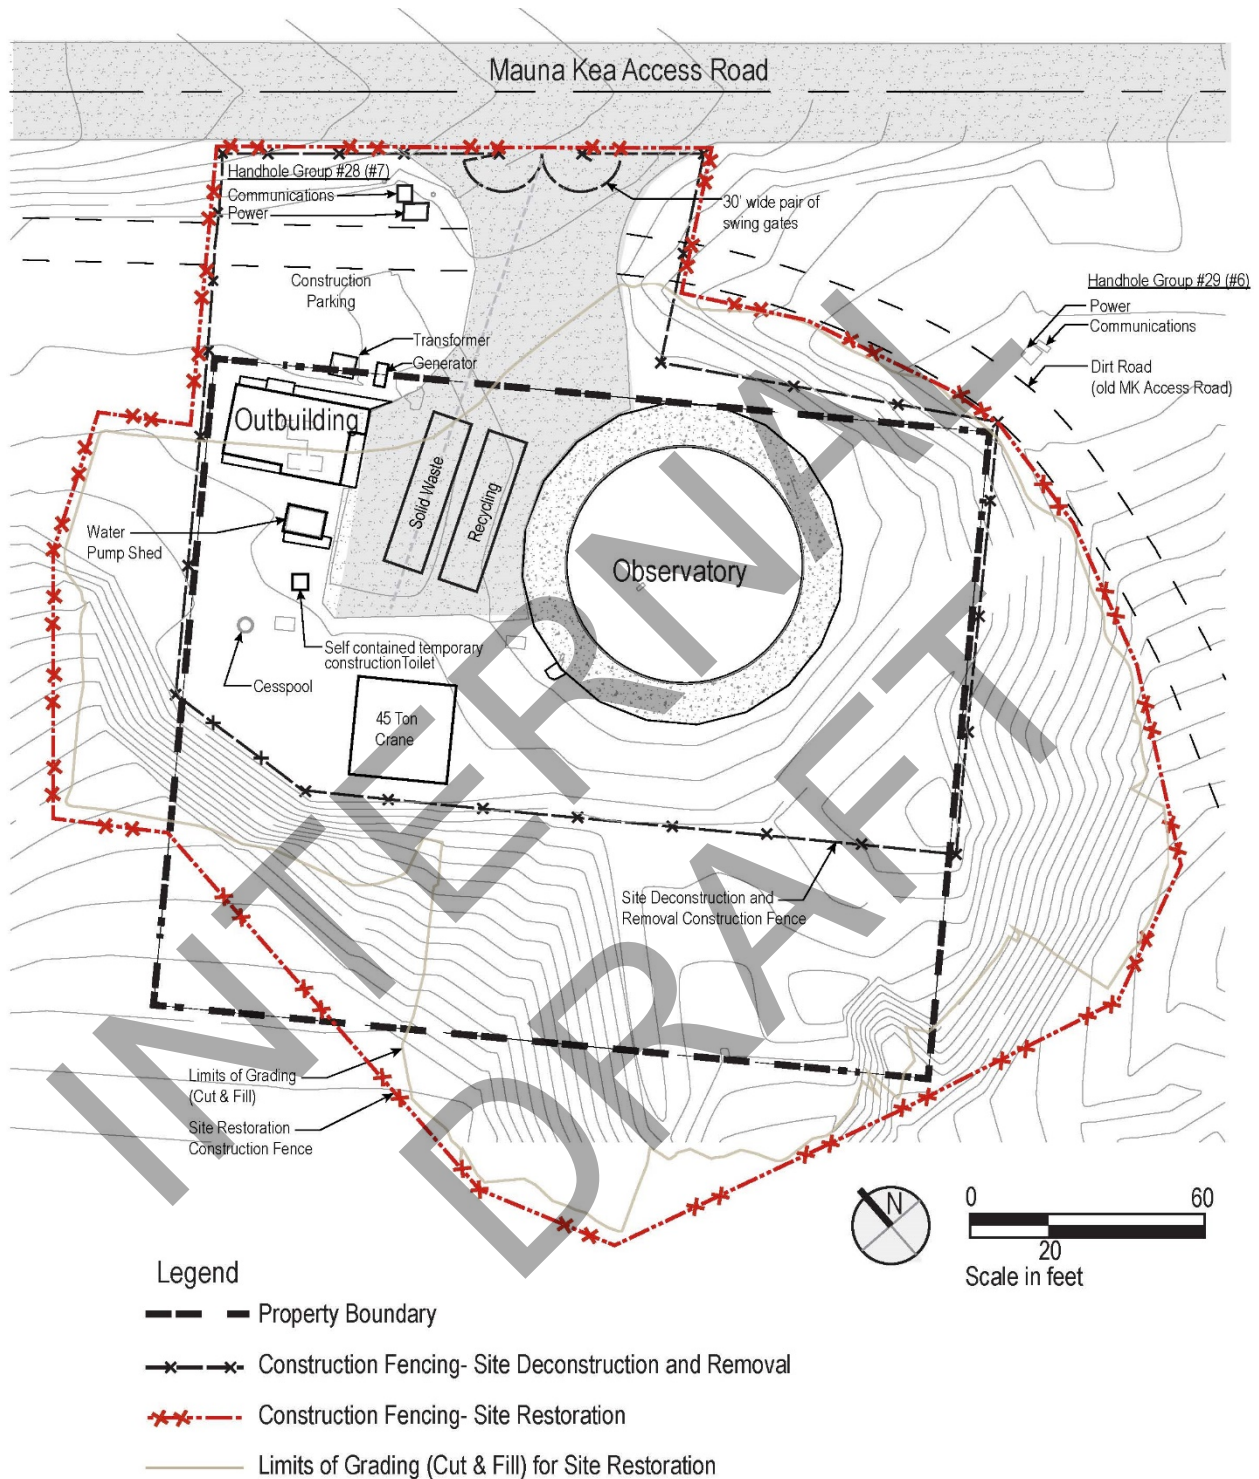 Mauna Kea Access Road
Handhole Group #28 (#7)
Communications
Power
30' wide pair of
swing gates
Construction
Parking
Handhole Group #29 (#6)
Power
Communications
Dirt Road
(old MK Access Road)
Transformer
Generator
Outbuilding
Solid Waste
Recycling
Water
Pump Shed
Observatory
Self contained temporary
constructionToilet
Cesspool
45 Ton
Crane
Site Deconstruction and
Removal Construction Fence
Limits of Grading
(Cut & Fill)
Site Restoration
Construction Fence
INTERNAL
DRAFT
N
0
60
20
Scale in feet
Legend
Property Boundary
Construction Fencing- Site Deconstruction and Removal
Construction Fencing- Site Restoration
Limits of Grading (Cut & Fill) for Site Restoration